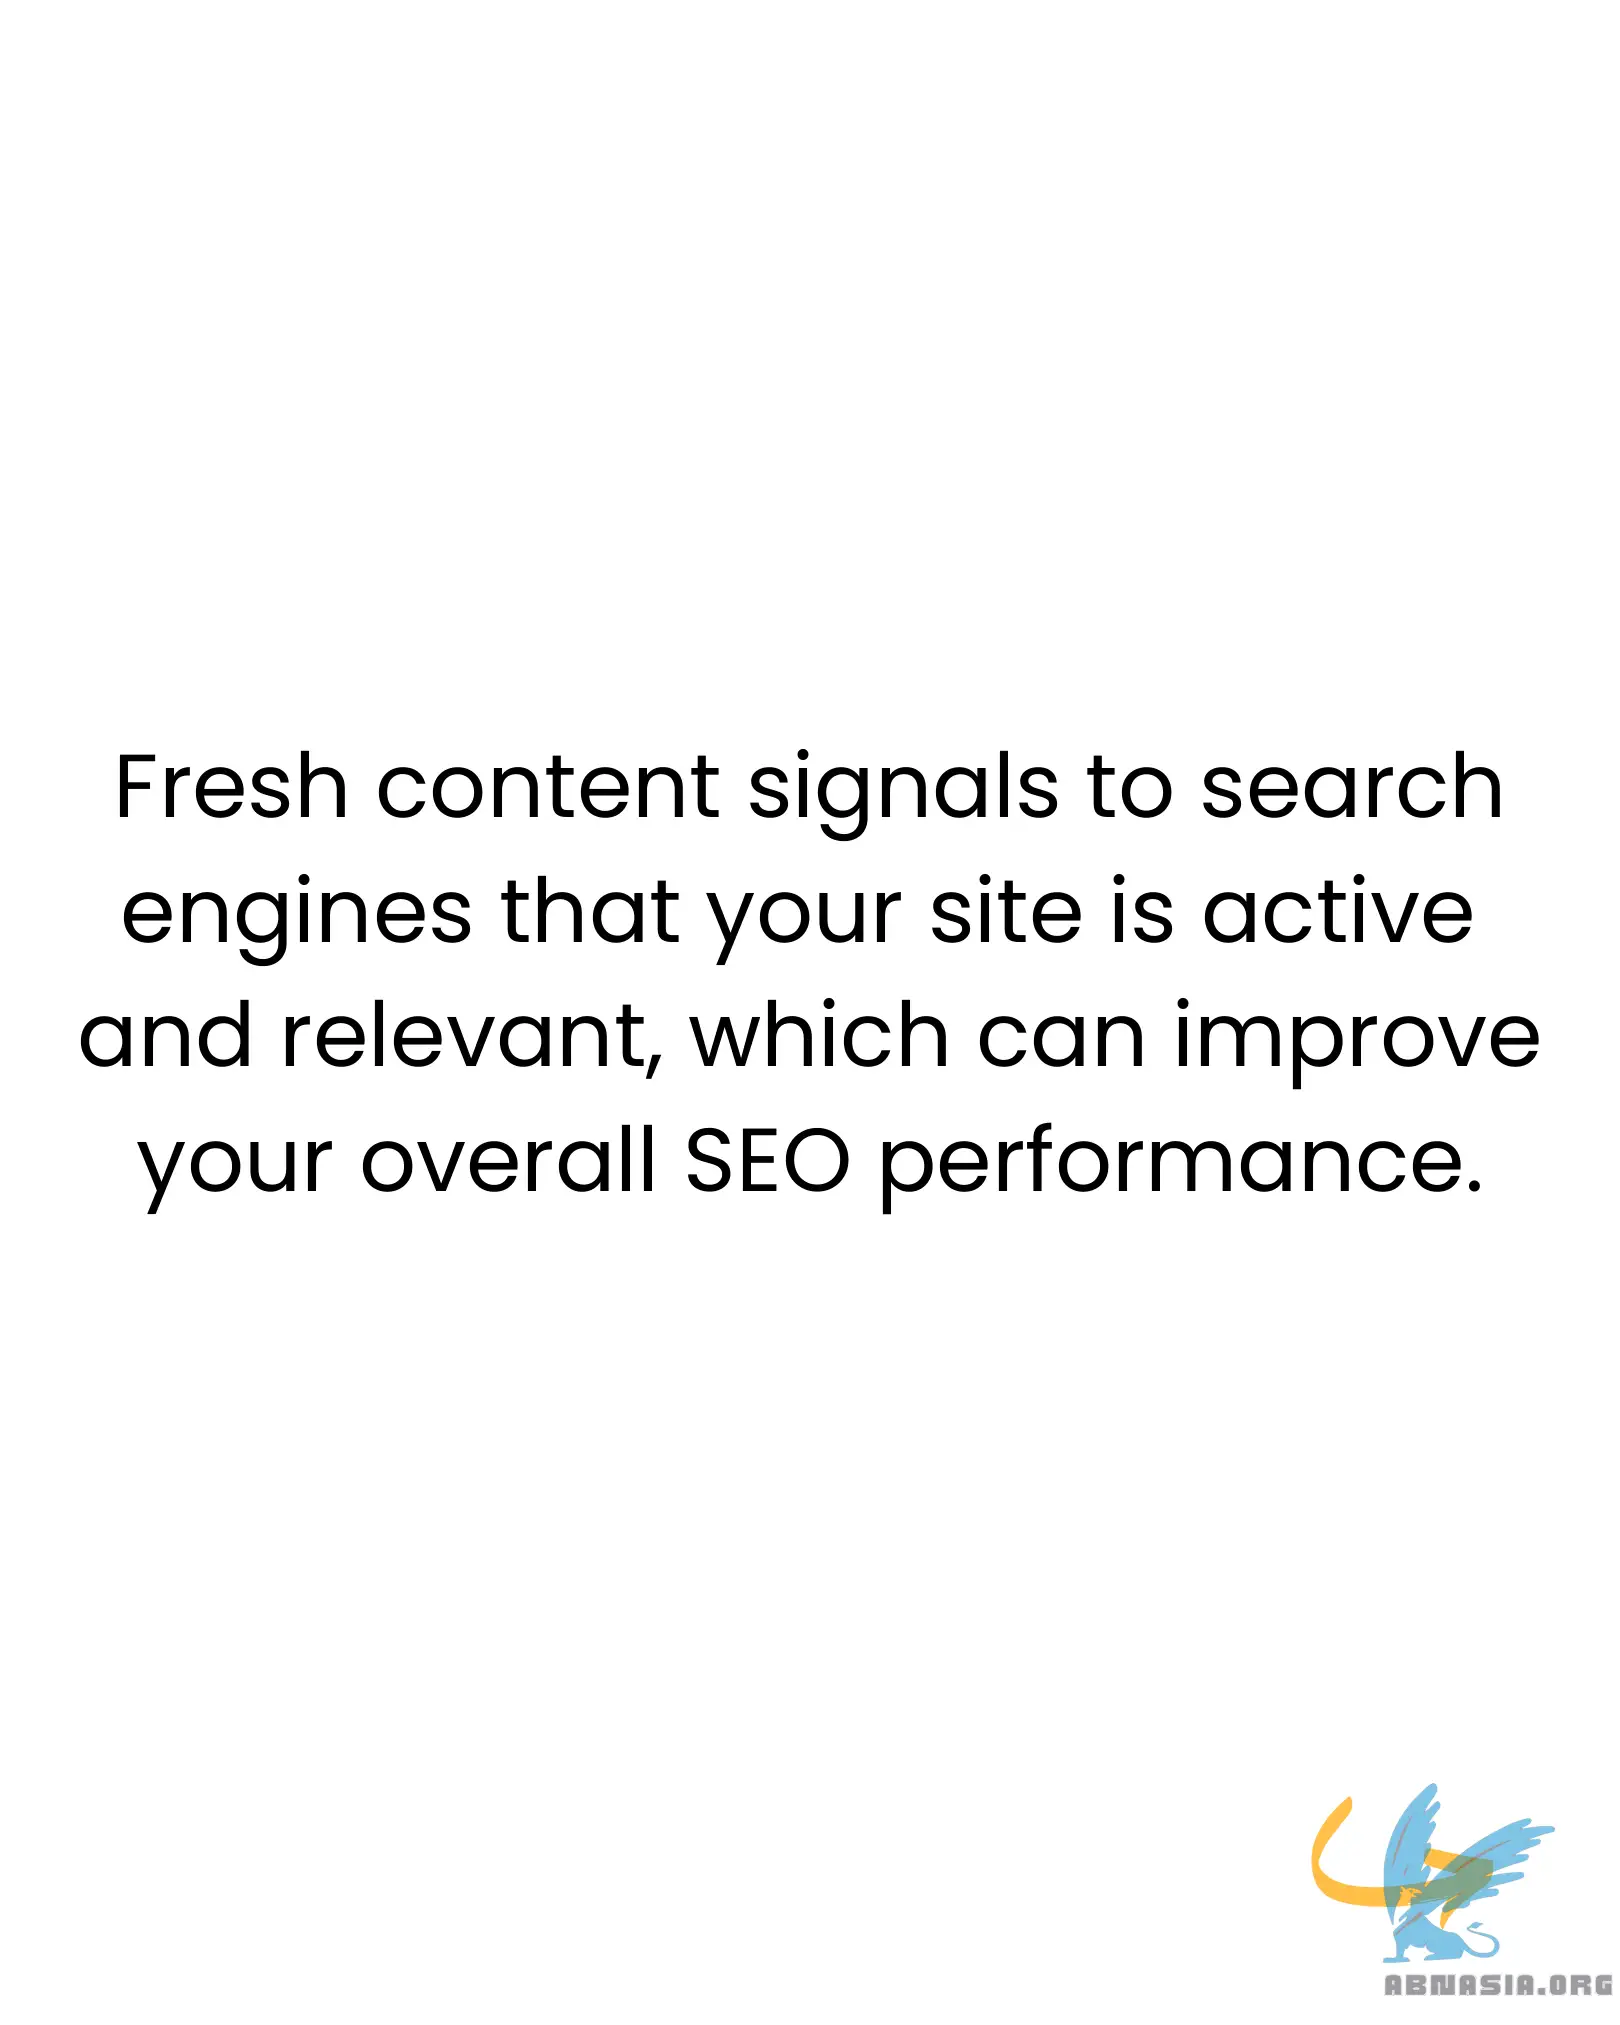 Fresh content signals to search
engines that your site is active
and relevant, which can improve
your overall SEO performance.
ABNASIA.ORG